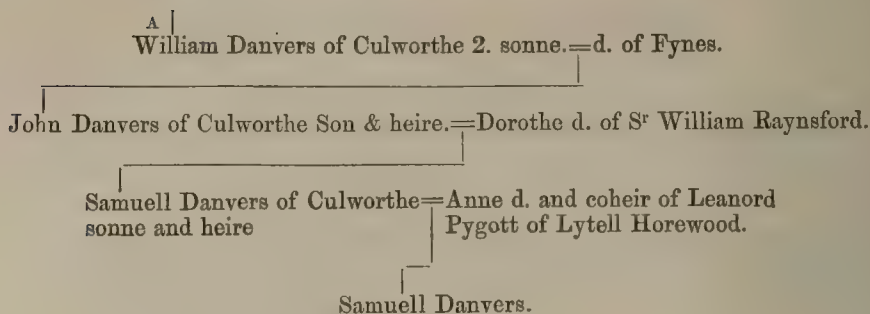 A
William Danvers of Culworthe 2. sonne.=d. of Fynes.
John Danvers of Culworthe Son & heire.=Dorothe d. of Sr William Raynsford.
Samuell Danvers of Culworthe=Anne d. and coheir of Leanord
sonne and heire Pygott of Lytell Horewood.
Samuell Danvers.